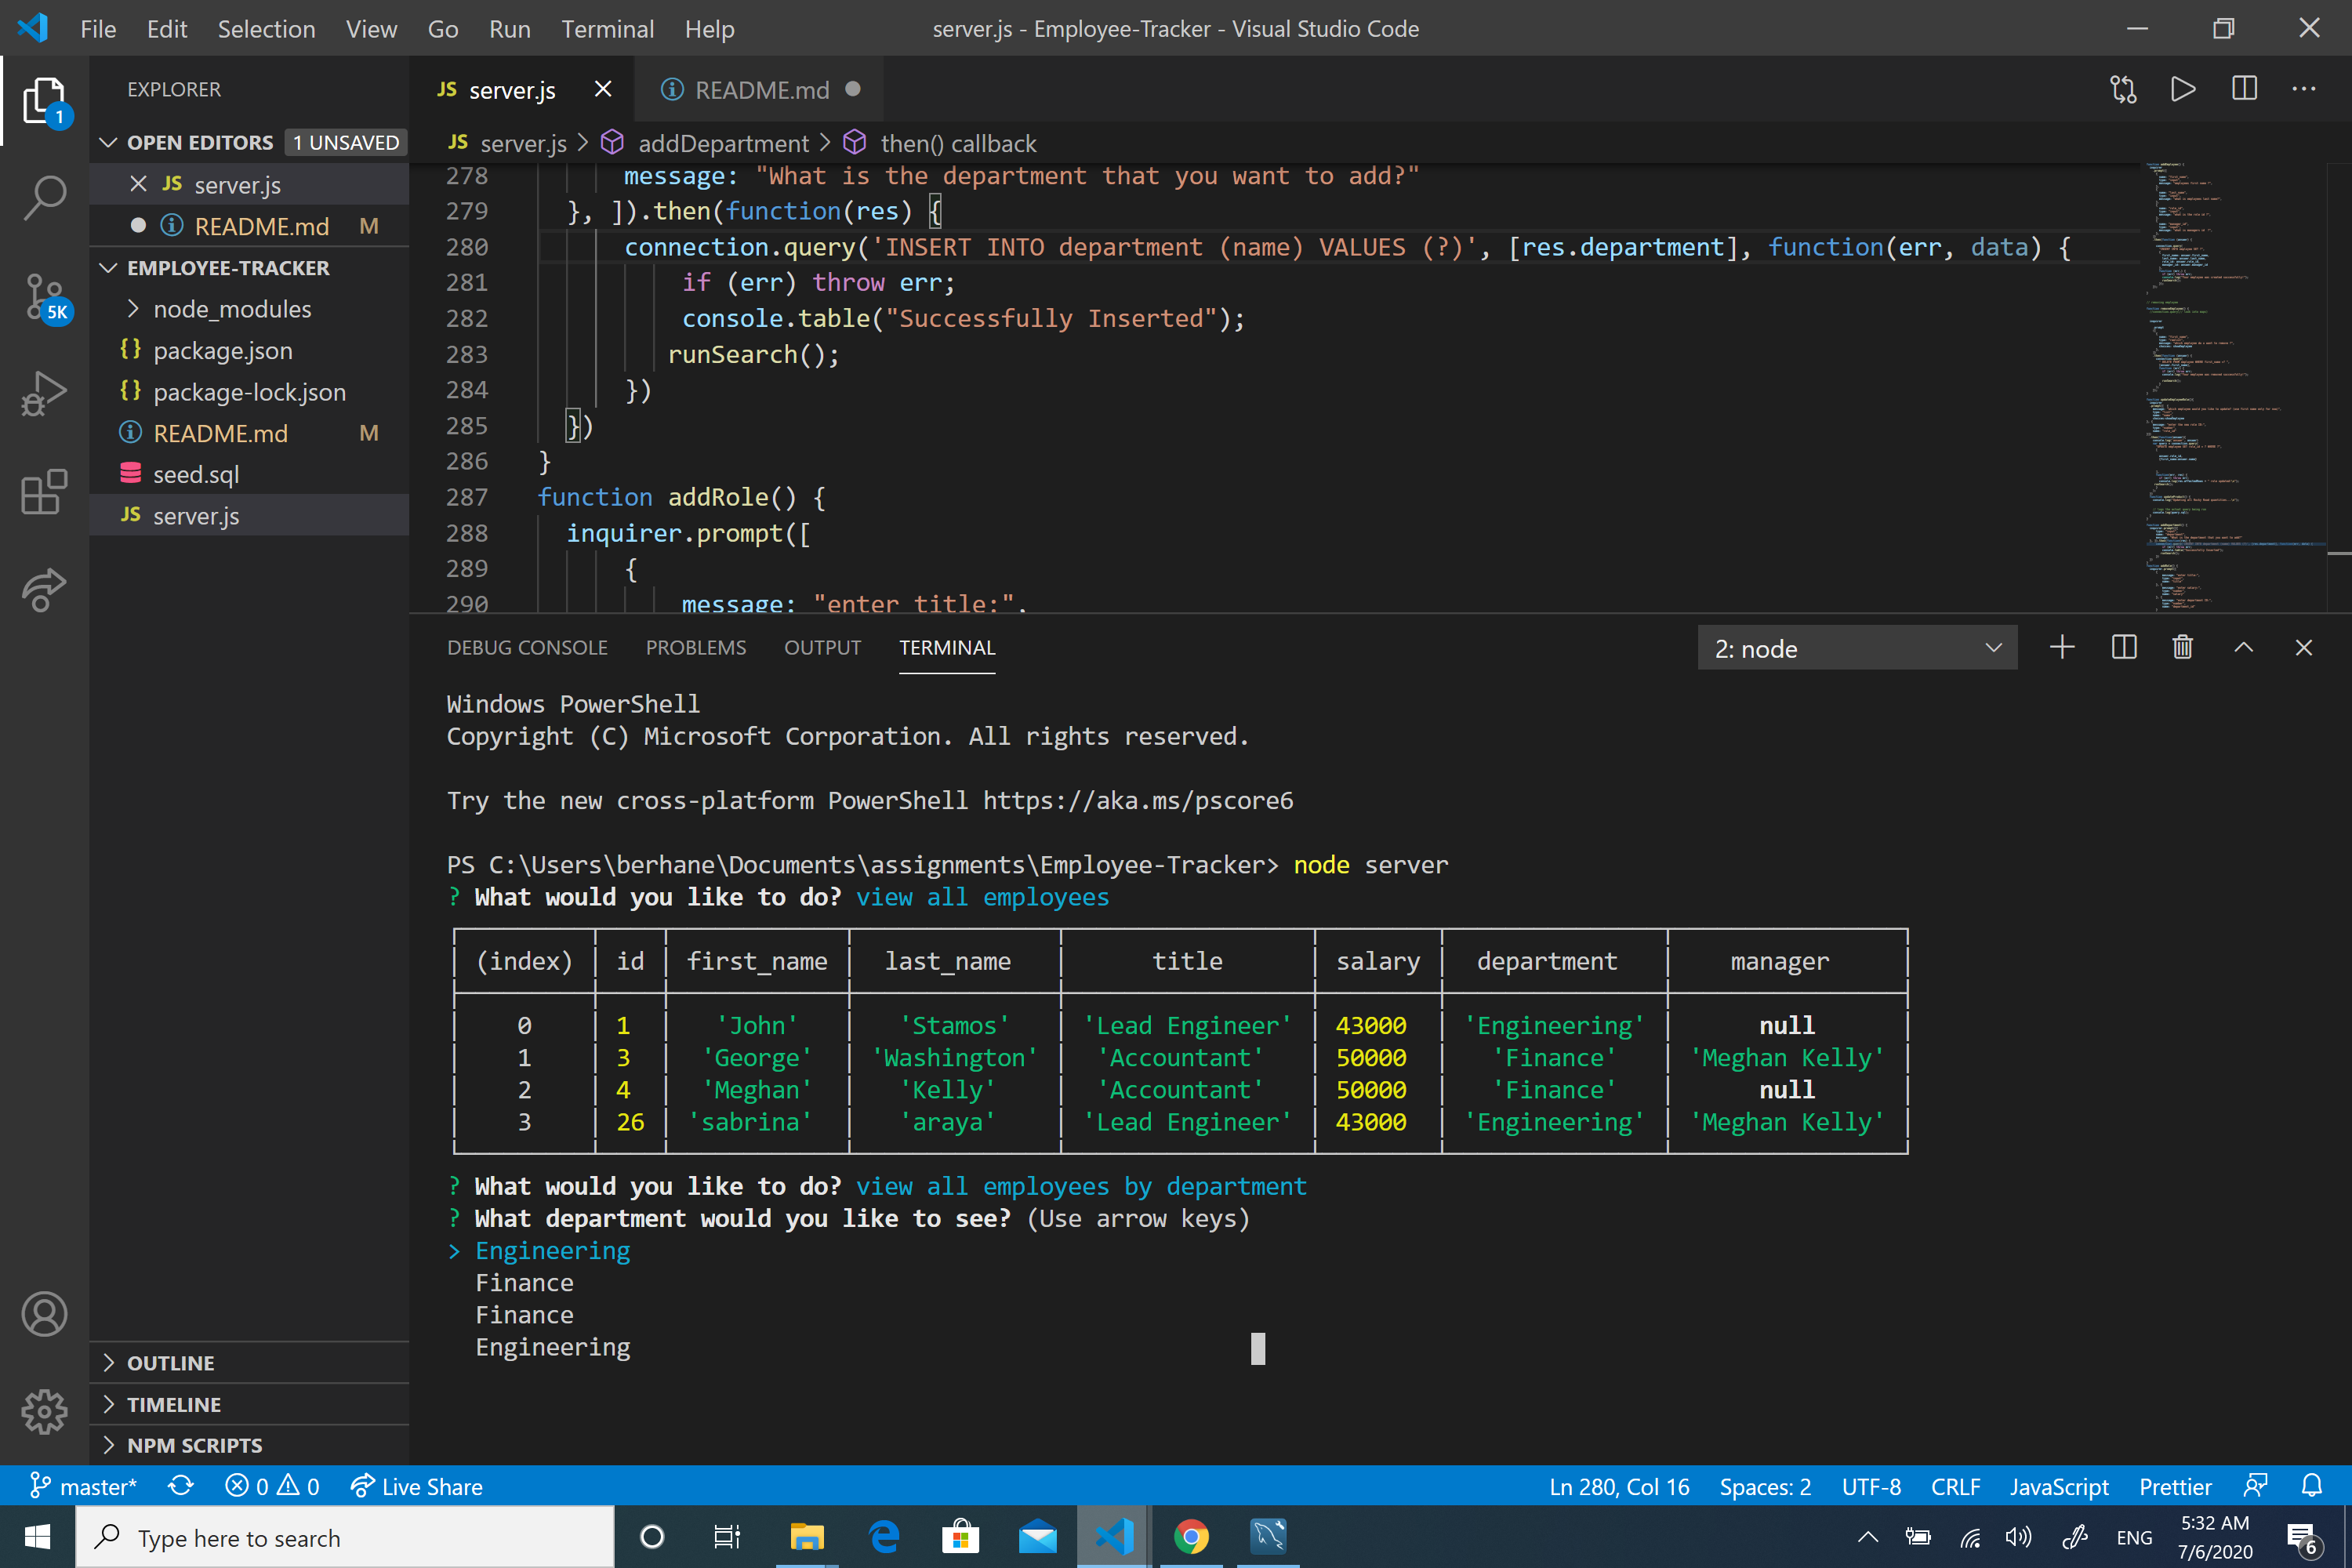 File Edit Selection View Go Run Terminal Help
server.js - Employee-Tracker - Visual Studio Code
EXPLORER
OPEN EDITORS 1 UNSAVED
JS server.js
README.md M
EMPLOYEE-TRACKER
node_modules
{} package.json
{} package-lock.json
README.md M
seed.sql
JS server.js
OUTLINE
TIMELINE
NPM SCRIPTS
1
5K
JS server.js
README.md
JS server.js > addDepartment > then() callback
278 message: "What is the department that you want to add?"
279 }, ]).then(function(res) {
280 connection.query('INSERT INTO department (name) VALUES (?)', [res.department], function(err, data) {
281 if (err) throw err;
282 console.table("Successfully Inserted");
283 runSearch();
284 })
285 })
286 }
287 function addRole() {
288 inquirer.prompt([
289 {
290 message: "enter title:",
DEBUG CONSOLE PROBLEMS OUTPUT TERMINAL
2: node
Windows PowerShell
Copyright (C) Microsoft Corporation. All rights reserved.
Try the new cross-platform PowerShell https://aka.ms/pscore6
PS C:\Users\berhane\Documents\assignments\Employee-Tracker> node server
? What would you like to do? view all employees
(index) id first_name last_name title salary department manager
0 1 'John' 'Stamos' 'Lead Engineer' 43000 'Engineering' null
1 3 'George' 'Washington' 'Accountant' 50000 'Finance' 'Meghan Kelly'
2 4 'Meghan' 'Kelly' 'Accountant' 50000 'Finance' null
3 26 'sabrina' 'araya' 'Lead Engineer' 43000 'Engineering' 'Meghan Kelly'
? What would you like to do? view all employees by department
? What department would you like to see? (Use arrow keys)
> Engineering
Finance
Finance
Engineering
master* 0 0 Live Share
Ln 280, Col 16 Spaces: 2 UTF-8 CRLF JavaScript Prettier
Type here to search
ENG
5:32 AM
7/6/2020
6